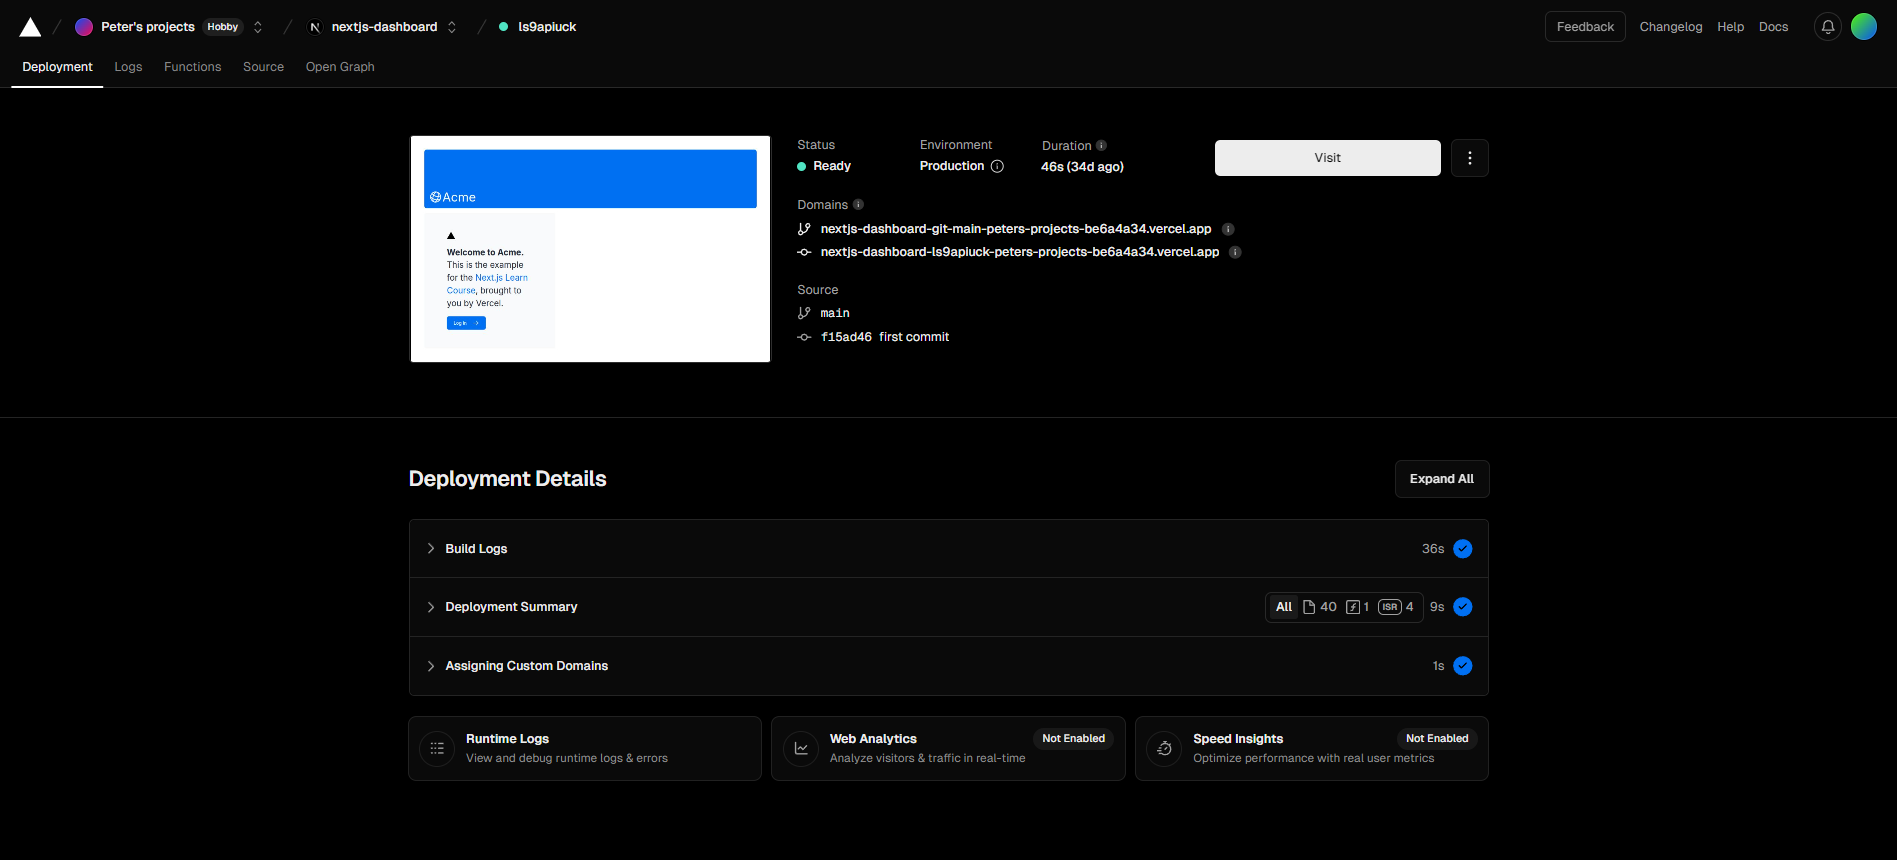 Peter's projects Hobby nextjs-dashboard ls9apiuck Feedback Changelog Help Docs
Deployment Logs Functions Source Open Graph
Acme
Welcome to Acme.
This is the example
for the Next.js Learn
Course, brought to
you by Vercel.
Log in
Status Environment Duration
Ready Production 46s (34d ago)
Visit
Domains
nextjs-dashboard-git-main-peters-projects-be6a4a34.vercel.app
nextjs-dashboard-ls9apiuck-peters-projects-be6a4a34.vercel.app
Source
main
f15ad46 first commit
Deployment Details Expand All
Build Logs 36s
Deployment Summary All 40 1 ISR 4 9s
Assigning Custom Domains 1s
Runtime Logs
View and debug runtime logs & errors
Web Analytics Not Enabled
Analyze visitors & traffic in real-time
Speed Insights Not Enabled
Optimize performance with real user metrics